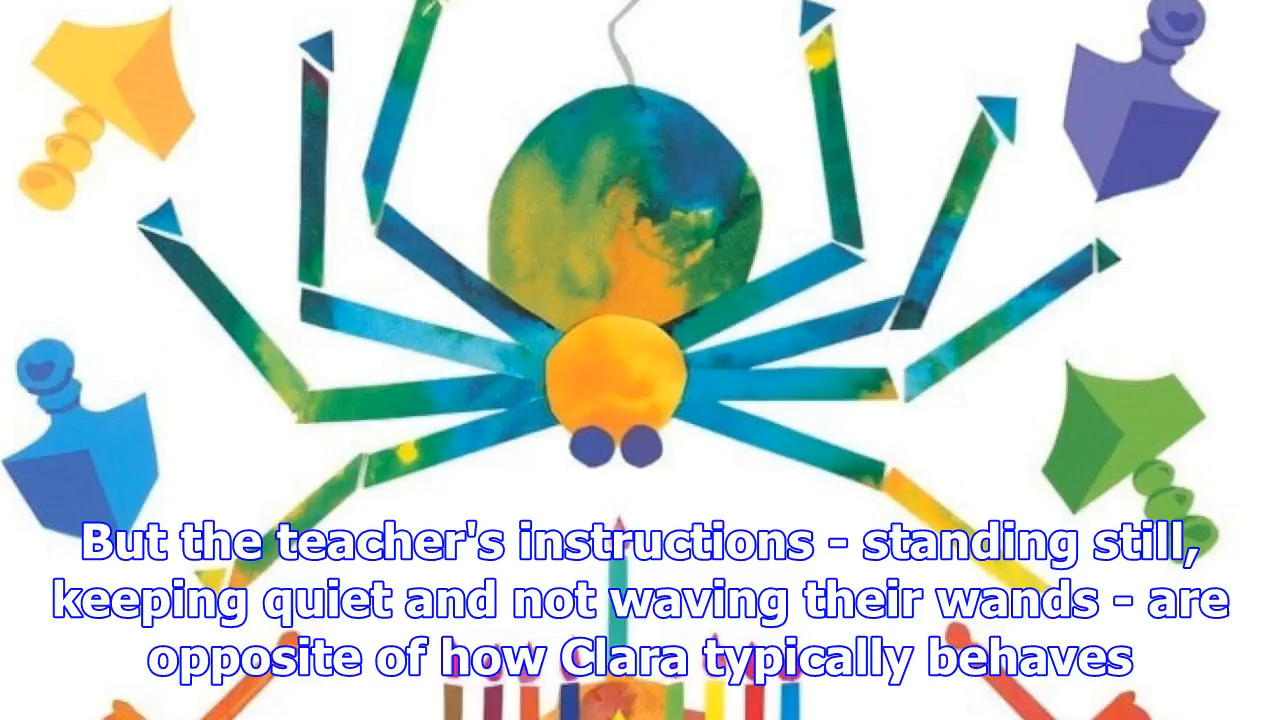 But the teacher's instructions - standing still,
keeping quiet and not waving their wands - are
opposite of how Clara typically behaves